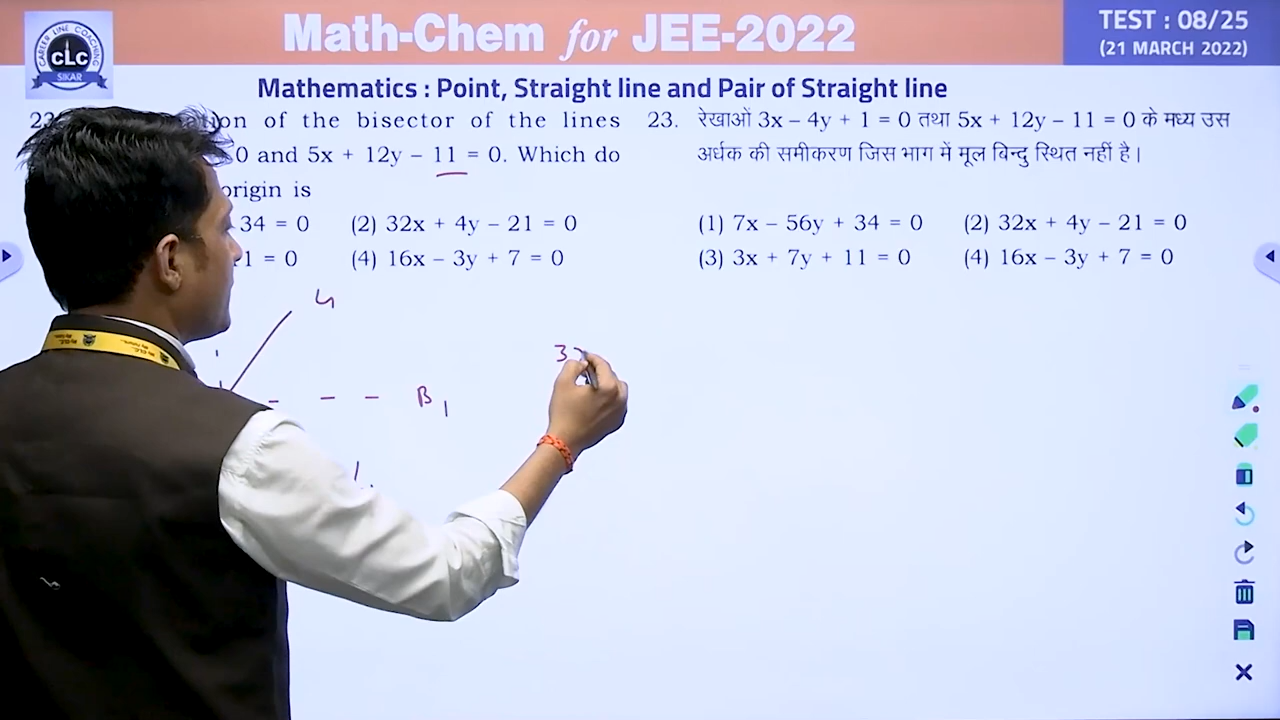 CAREER LINE COACHING
CLC
SIKAR
Math-Chem for JEE-2022
TEST : 08/25
(21 MARCH 2022)
Mathematics : Point, Straight line and Pair of Straight line
of the bisector of the lines
0 and 5x + 12y – 11 = 0. Which do
origin is
34 = 0 (2) 32x + 4y – 21 = 0
= 0 (4) 16x – 3y + 7 = 0
23. रेखाओं 3x – 4y + 1 = 0 तथा 5x + 12y – 11 = 0 के मध्य उस
अर्धक की समीकरण जिस भाग में मूल बिन्दु स्थित नहीं है।
(1) 7x – 56y + 34 = 0 (2) 32x + 4y – 21 = 0
(3) 3x + 7y + 11 = 0 (4) 16x – 3y + 7 = 0
B1
3